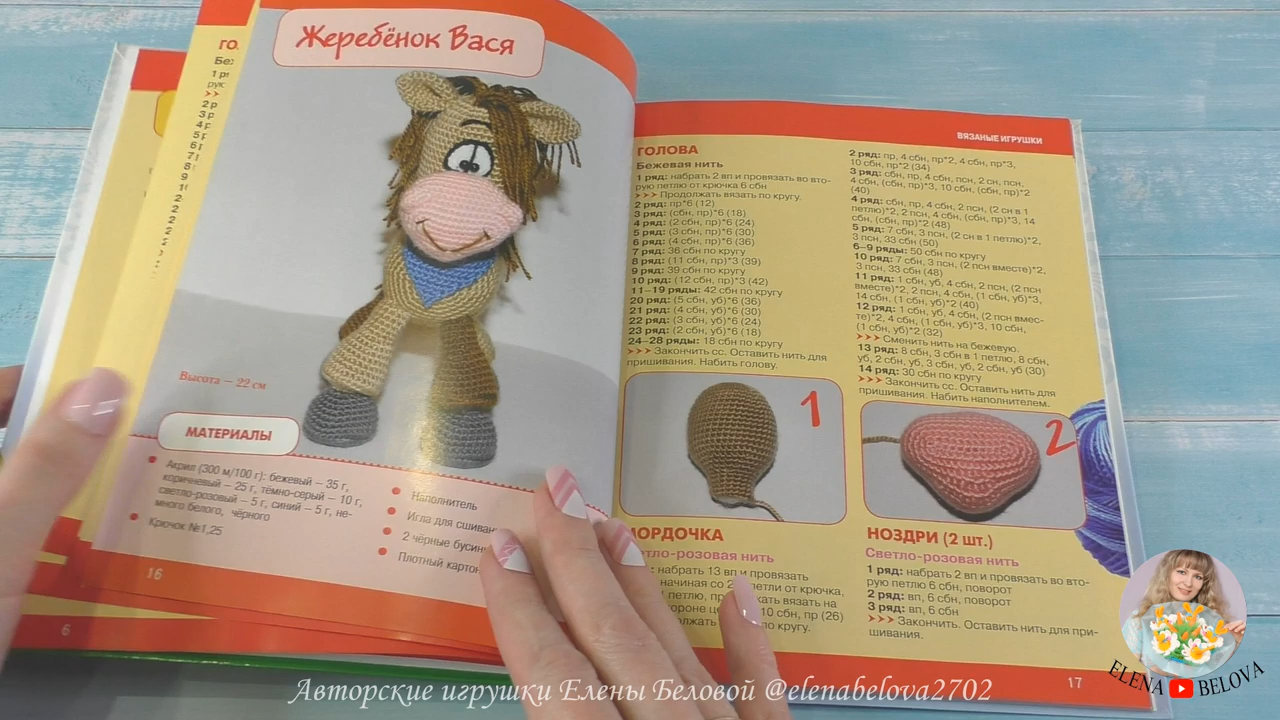 Жеребёнок Вася
Высота – 22 см
МАТЕРИАЛЫ
Акрил (300 м/100 г): бежевый – 35 г,
коричневый – 25 г, тёмно-серый – 10 г,
светло-розовый – 5 г, синий – 5 г, не-
много белого, чёрного
Крючок №1,25
Наполнитель
Игла для сшиван
2 чёрные бусин
Плотный картон
16
6
ВЯЗАНЫЕ ИГРУШКИ
ГОЛОВА
Бежевая нить
1 ряд: набрать 2 вп и провязать во вто-
рую петлю от крючка 6 сбн
>>> Продолжать вязать по кругу.
2 ряд: пр*6 (12)
3 ряд: (сбн, пр)*6 (18)
4 ряд: (2 сбн, пр)*6 (24)
5 ряд: (3 сбн, пр)*6 (30)
6 ряд: (4 сбн, пр)*6 (36)
7 ряд: 36 сбн по кругу
8 ряд: (11 сбн, пр)*3 (39)
9 ряд: 39 сбн по кругу
10 ряд: (12 сбн, пр)*3 (42)
11–19 ряды: 42 сбн по кругу
20 ряд: (5 сбн, уб)*6 (36)
21 ряд: (4 сбн, уб)*6 (30)
22 ряд: (3 сбн, уб)*6 (24)
23 ряд: (2 сбн, уб)*6 (18)
24–28 ряды: 18 сбн по кругу
>>> Закончить сс. Оставить нить для
пришивания. Набить голову.
1
ОРДОЧКА
тло-розовая нить
набрать 13 вп и провязать
начиная со 2 петли от крючка,
петлю, пр жать вязать на
ороне це 10 сбн, пр (26)
должать по кругу.
2 ряд: пр, 4 сбн, пр*2, 4 сбн, пр*3,
10 сбн, пр*2 (34)
3 ряд: сбн, пр, 4 сбн, псн, 2 сн, псн,
4 сбн, (сбн, пр)*3, 10 сбн, (сбн, пр)*2
(40)
4 ряд: сбн, пр, 4 сбн, 2 псн, (2 сн в 1
петлю)*2, 2 псн, 4 сбн, (сбн, пр)*3, 14
сбн, (сбн, пр)*2 (48)
5 ряд: 7 сбн, 3 псн, (2 сн в 1 петлю)*2,
3 псн, 33 сбн (50)
6–9 ряды: 50 сбн по кругу
10 ряд: 7 сбн, 3 псн, (2 псн вместе)*2,
3 псн, 33 сбн (48)
11 ряд: 1 сбн, уб, 4 сбн, 2 псн, (2 псн
вместе)*2, 2 псн, 4 сбн, (1 сбн, уб)*3,
14 сбн, (1 сбн, уб)*2 (40)
12 ряд: 1 сбн, уб, 4 сбн, (2 псн вмес-
те)*2, 4 сбн, (1 сбн, уб)*3, 10 сбн,
(1 сбн, уб)*2 (32)
>>> Сменить нить на бежевую.
13 ряд: 8 сбн, 3 сбн в 1 петлю, 8 сбн,
уб, 2 сбн, уб, 3 сбн, уб, 2 сбн, уб (30)
14 ряд: 30 сбн по кругу
>>> Закончить сс. Оставить нить для
пришивания. Набить наполнителем.
2
НОЗДРИ (2 шт.)
Светло-розовая нить
1 ряд: набрать 2 вп и провязать во вто-
рую петлю 6 сбн, поворот
2 ряд: вп, 6 сбн, поворот
3 ряд: вп, 6 сбн
>>> Закончить. Оставить нить для при-
шивания.
17
Авторские игрушки Елены Беловой @elenabelova2702
ELENA BELOVA